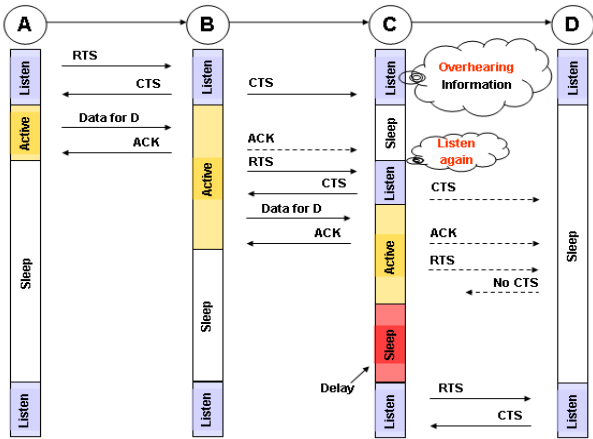 A
B
C
D
RTS
CTS
CTS
Listen
Listen
Listen
Overhearing
Information
Listen
Data for D
ACK
Active
ACK
RTS
CTS
Data for D
ACK
Active
Sleep
Listen
again
Listen
CTS
ACK
RTS
No CTS
Active
Sleep
Sleep
Sleep
Sleep
Delay
Listen
Listen
Listen
Listen
RTS
CTS